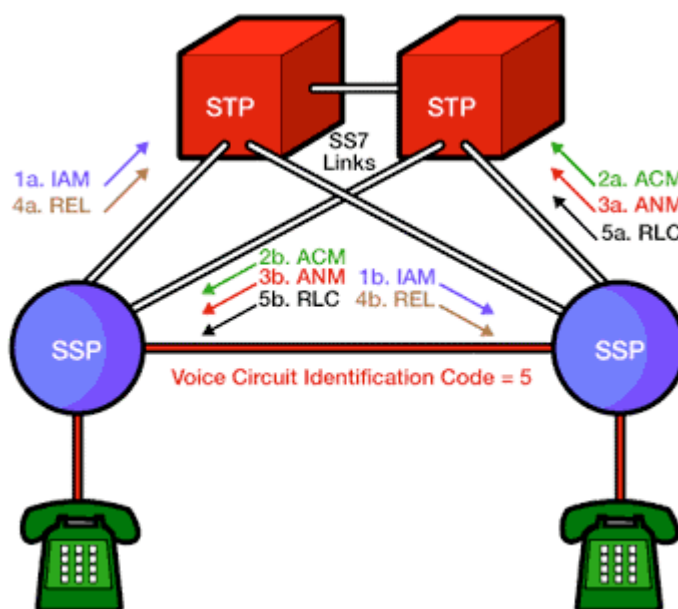 STP
STP
SS7
Links
1a. IAM
4a. REL
2a. ACM
3a. ANM
5a. RLC
2b. ACM
3b. ANM
5b. RLC
1b. IAM
4b. REL
SSP
SSP
Voice Circuit Identification Code = 5